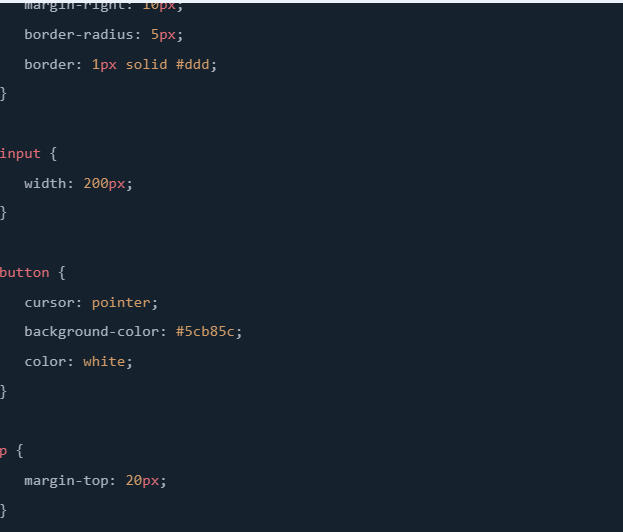 margin-right: 10px;
border-radius: 5px;
border: 1px solid #ddd;
}
input {
width: 200px;
}
button {
cursor: pointer;
background-color: #5cb85c;
color: white;
}
p {
margin-top: 20px;
}